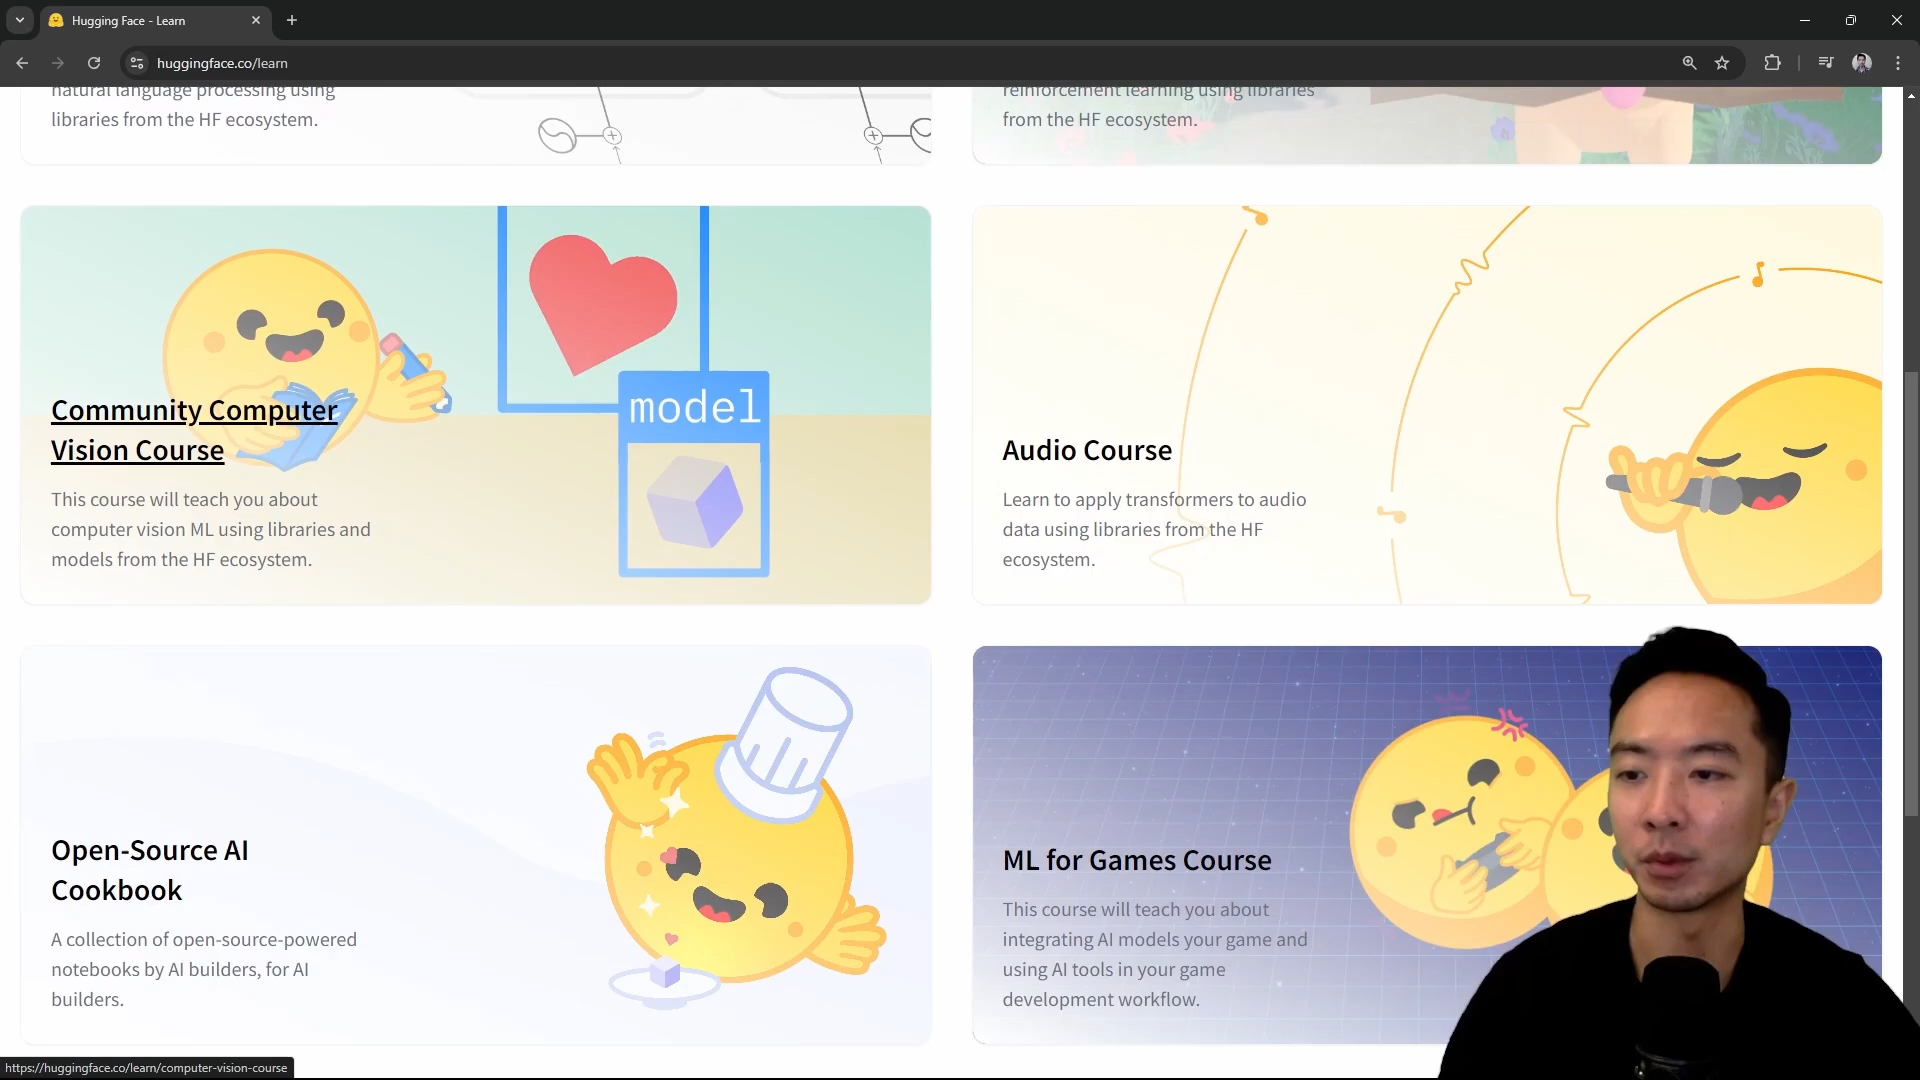 Hugging Face - Learn
huggingface.co/learn
natural language processing using
libraries from the HF ecosystem.
reinforcement learning using libraries
from the HF ecosystem.
model
Community Computer
Vision Course
This course will teach you about
computer vision ML using libraries and
models from the HF ecosystem.
Audio Course
Learn to apply transformers to audio
data using libraries from the HF
ecosystem.
Open-Source AI
Cookbook
A collection of open-source-powered
notebooks by AI builders, for AI
builders.
ML for Games Course
This course will teach you about
integrating AI models your game and
using AI tools in your game
development workflow.
https://huggingface.co/learn/computer-vision-course